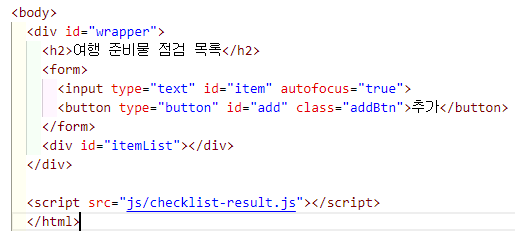 <body>
<div id="wrapper">
<h2>여행 준비물 점검 목록</h2>
<form>
<input type="text" id="item" autofocus="true">
<button type="button" id="add" class="addBtn">추가</button>
</form>
<div id="itemList"></div>
</div>
<script src="js/checklist-result.js"></script>
</html>